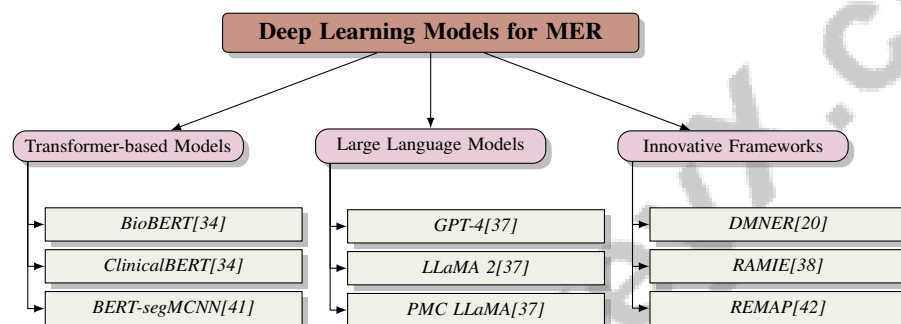 Deep Learning Models for MER
Transformer-based Models
BioBERT[34]
ClinicalBERT[34]
BERT-segMCNN[41]
Large Language Models
GPT-4[37]
LLaMA 2[37]
PMC LLaMA[37]
Innovative Frameworks
DMNER[20]
RAMIE[38]
REMAP[42]